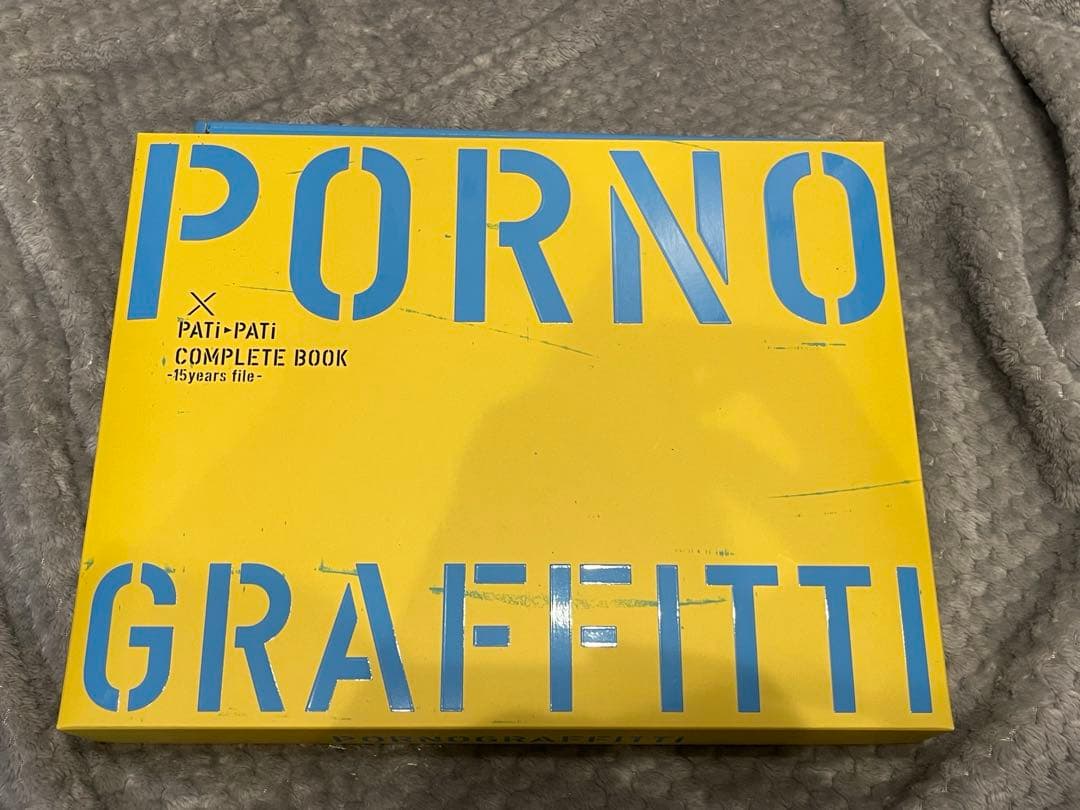 PORNO
×
PATi▸PATi
COMPLETE BOOK
-15years file-
GRAFFITTI
PORNOGRAFFITTI